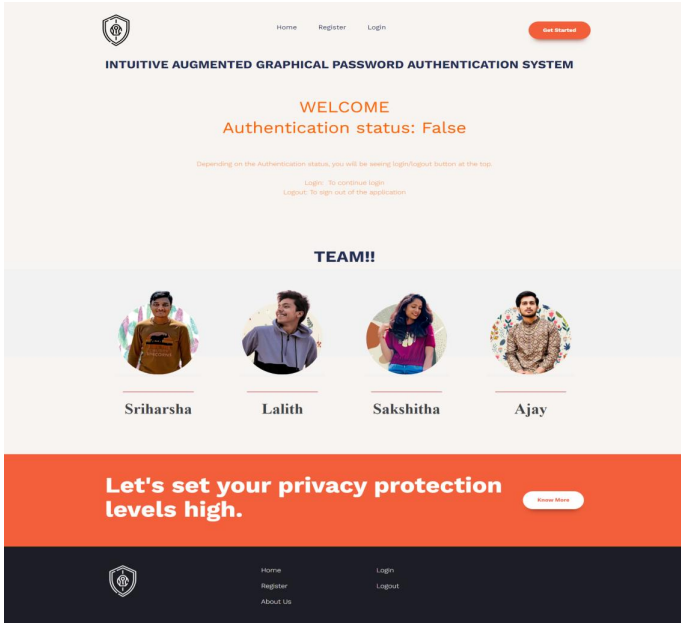 Home Register Login
Get Started
INTUITIVE AUGMENTED GRAPHICAL PASSWORD AUTHENTICATION SYSTEM
WELCOME
Authentication status: False
Depending on the Authentication status, you will be seeing login/logout button at the top.
Login: To continue login
Logout: To sign out of the application
TEAM!!
Sriharsha Lalith Sakshitha Ajay
Let's set your privacy protection
levels high.
Know More
Home Login
Register Logout
About Us